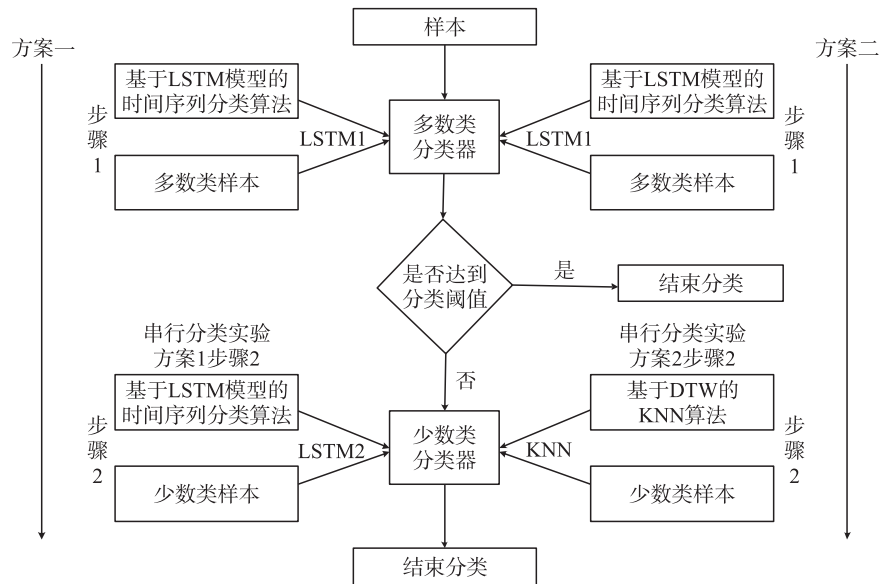 样本
方案一
方案二
基于LSTM模型的
时间序列分类算法
基于LSTM模型的
时间序列分类算法
步
骤
1
LSTM1
多数类
分类器
LSTM1
步
骤
1
多数类样本
多数类样本
是否达到
分类阈值
是
结束分类
串行分类实验
方案1步骤2
串行分类实验
方案2步骤2
否
基于LSTM模型的
时间序列分类算法
基于DTW的
KNN算法
步
骤
2
LSTM2
少数类
分类器
KNN
步
骤
2
少数类样本
少数类样本
结束分类